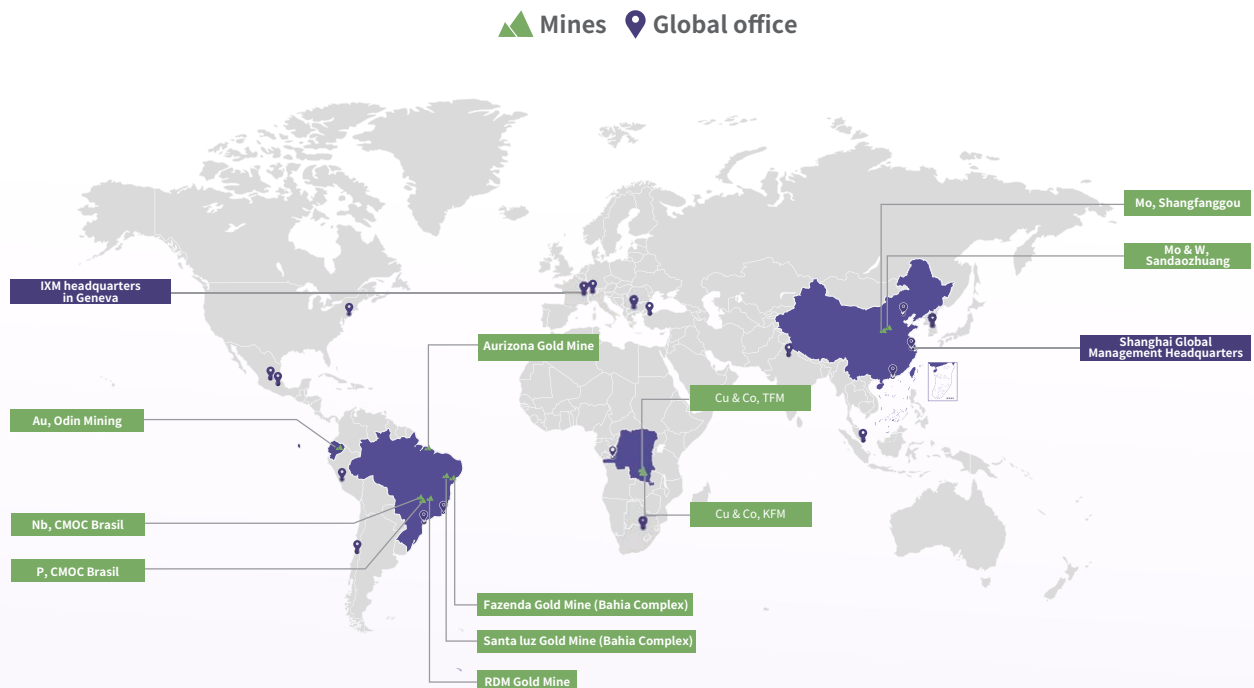 Mines
Global office
Mo, Shangfanggou
Mo & W,
Sandaozhuang
IXM headquarters
in Geneva
Shanghai Global
Management Headquarters
Aurizona Gold Mine
Cu & Co, TFM
Au, Odin Mining
Cu & Co, KFM
Nb, CMOC Brasil
P, CMOC Brasil
Fazenda Gold Mine (Bahia Complex)
Santa luz Gold Mine (Bahia Complex)
RDM Gold Mine